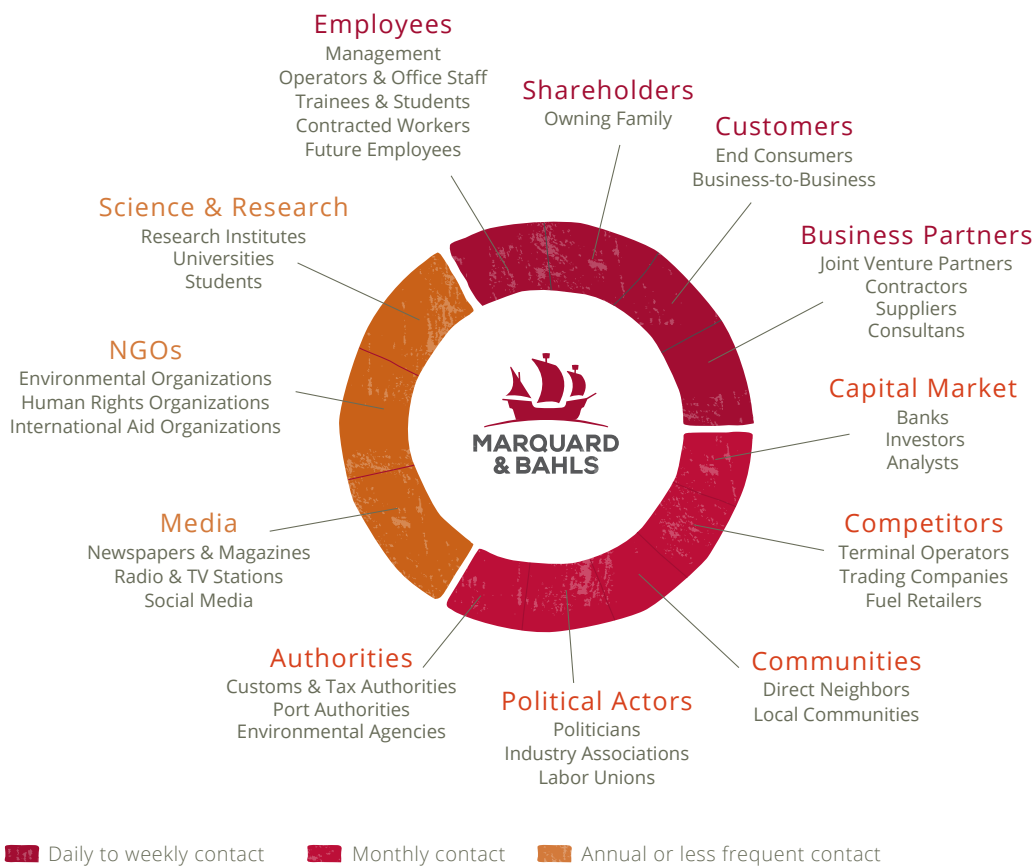 Employees
Management
Operators & Office Staff
Trainees & Students
Contracted Workers
Future Employees
Shareholders
Owning Family
Customers
End Consumers
Business-to-Business
Business Partners
Joint Venture Partners
Contractors
Suppliers
Consultans
Capital Market
Banks
Investors
Analysts
Competitors
Terminal Operators
Trading Companies
Fuel Retailers
Communities
Direct Neighbors
Local Communities
Political Actors
Politicians
Industry Associations
Labor Unions
Authorities
Customs & Tax Authorities
Port Authorities
Environmental Agencies
Media
Newspapers & Magazines
Radio & TV Stations
Social Media
NGOs
Environmental Organizations
Human Rights Organizations
International Aid Organizations
Science & Research
Research Institutes
Universities
Students
MARQUARD
& BAHLS
Daily to weekly contact
Monthly contact
Annual or less frequent contact